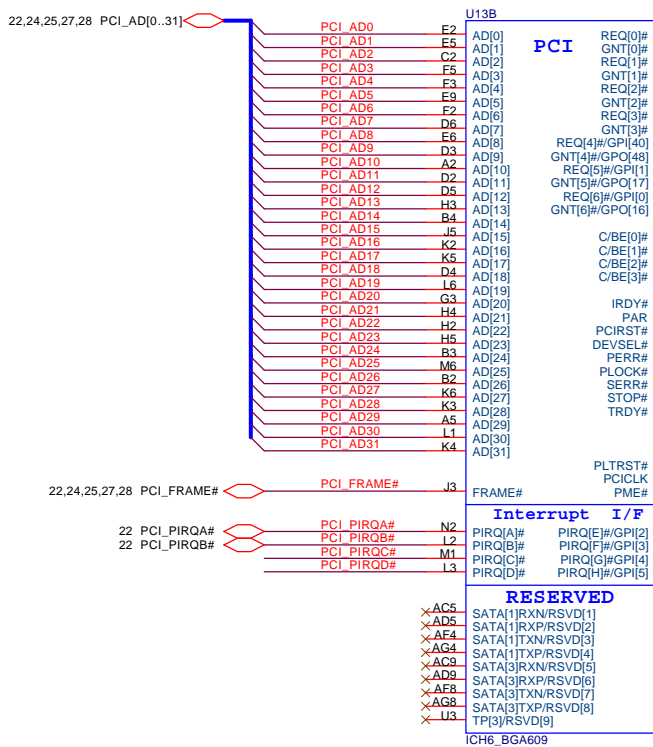 U13B
22,24,25,27,28 PCI_AD[0..31]
PCI
PCI_AD0 E2 AD[0] REQ[0]#
PCI_AD1 E5 AD[1] GNT[0]#
PCI_AD2 C2 AD[2] REQ[1]#
PCI_AD3 F5 AD[3] GNT[1]#
PCI_AD4 F3 AD[4] REQ[2]#
PCI_AD5 E9 AD[5] GNT[2]#
PCI_AD6 F2 AD[6] REQ[3]#
PCI_AD7 D6 AD[7] GNT[3]#
PCI_AD8 E6 AD[8] REQ[4]#/GPI[40]
PCI_AD9 D3 AD[9] GNT[4]#/GPO[48]
PCI_AD10 A2 AD[10] REQ[5]#/GPI[1]
PCI_AD11 D2 AD[11] GNT[5]#/GPO[17]
PCI_AD12 D5 AD[12] REQ[6]#/GPI[0]
PCI_AD13 H3 AD[13] GNT[6]#/GPO[16]
PCI_AD14 B4 AD[14]
PCI_AD15 J5 AD[15] C/BE[0]#
PCI_AD16 K2 AD[16] C/BE[1]#
PCI_AD17 K5 AD[17] C/BE[2]#
PCI_AD18 D4 AD[18] C/BE[3]#
PCI_AD19 L6 AD[19]
PCI_AD20 G3 AD[20] IRDY#
PCI_AD21 H4 AD[21] PAR
PCI_AD22 H2 AD[22] PCIRST#
PCI_AD23 H5 AD[23] DEVSEL#
PCI_AD24 B3 AD[24] PERR#
PCI_AD25 M6 AD[25] PLOCK#
PCI_AD26 B2 AD[26] SERR#
PCI_AD27 K6 AD[27] STOP#
PCI_AD28 K3 AD[28] TRDY#
PCI_AD29 A5 AD[29]
PCI_AD30 L1 AD[30]
PCI_AD31 K4 AD[31]
PLTRST#
PCICLK
22,24,25,27,28 PCI_FRAME# PCI_FRAME# J3 FRAME# PME#
Interrupt I/F
22 PCI_PIRQA# PCI_PIRQA# N2 PIRQ[A]# PIRQ[E]#/GPI[2]
22 PCI_PIRQB# PCI_PIRQB# L2 PIRQ[B]# PIRQ[F]#/GPI[3]
PCI_PIRQC# M1 PIRQ[C]# PIRQ[G]#/GPI[4]
PCI_PIRQD# L3 PIRQ[D]# PIRQ[H]#/GPI[5]
RESERVED
AC5 SATA[1]RXN/RSVD[1]
AD5 SATA[1]RXP/RSVD[2]
AF4 SATA[1]TXN/RSVD[3]
AG4 SATA[1]TXP/RSVD[4]
AC9 SATA[3]RXN/RSVD[5]
AD9 SATA[3]RXP/RSVD[6]
AF8 SATA[3]TXN/RSVD[7]
AG8 SATA[3]TXP/RSVD[8]
U3 TP[3]/RSVD[9]
ICH6_BGA609